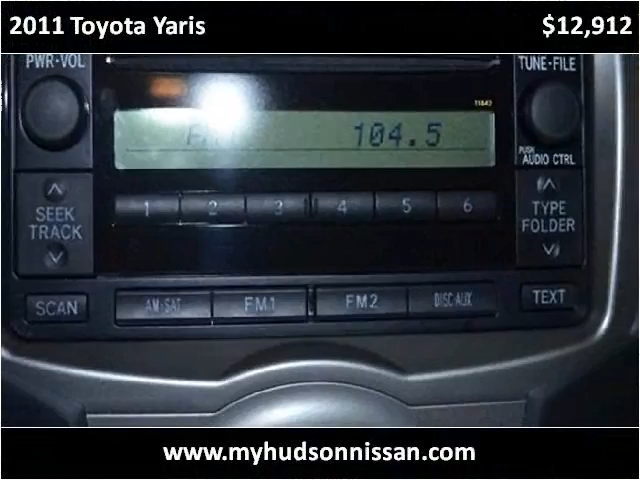 2011 Toyota Yaris $12,912
PWR·VOL TUNE·FILE
11842
104.5
PUSH
AUDIO CTRL
1 2 3 4 5 6
SEEK
TRACK
TYPE
FOLDER
SCAN AM·SAT FM1 FM2 DISC·AUX TEXT
www.myhudsonnissan.com